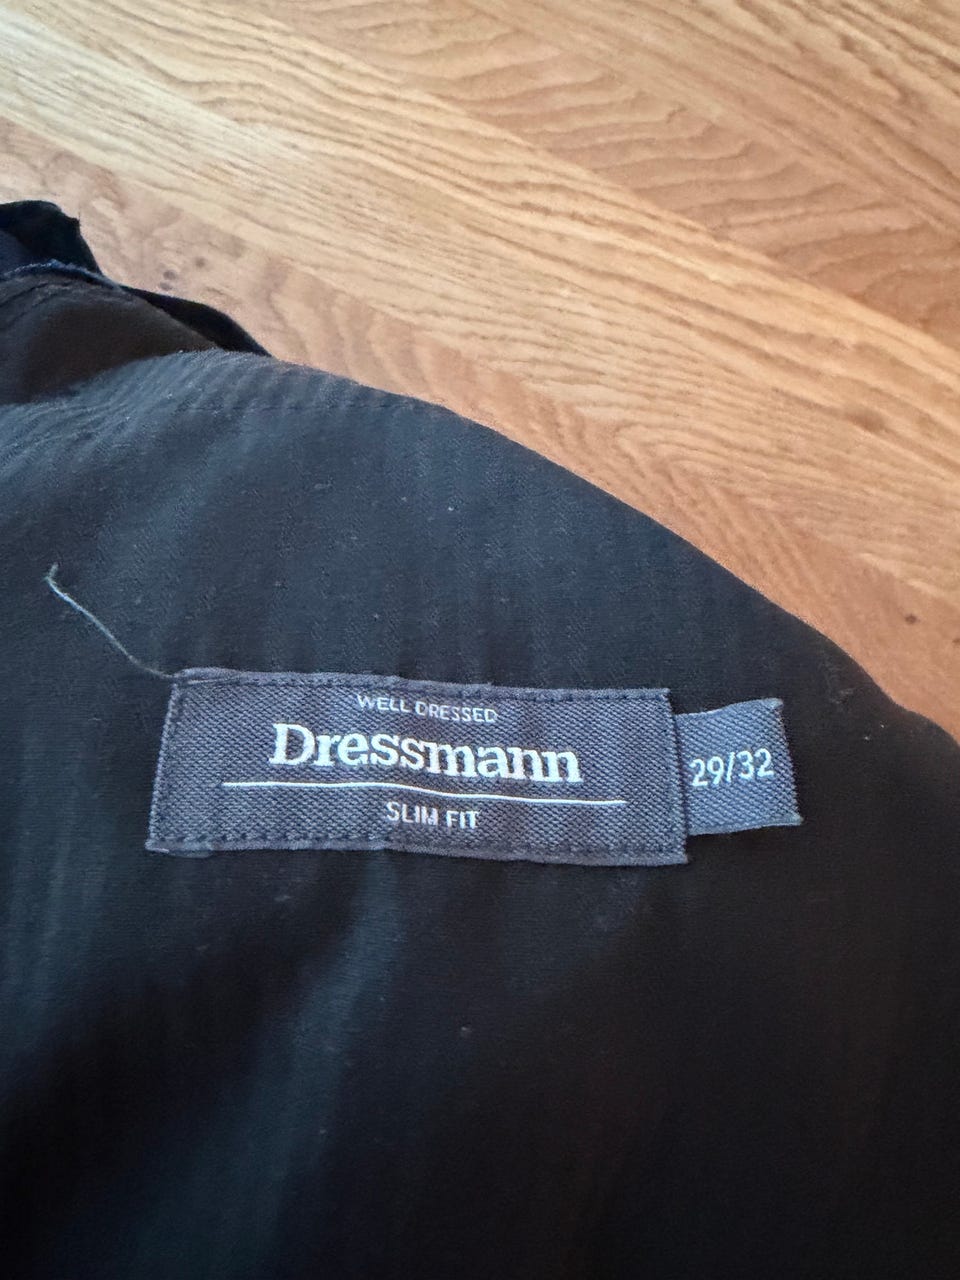 WELL DRESSED
Dressmann
SLIM FIT
29/32